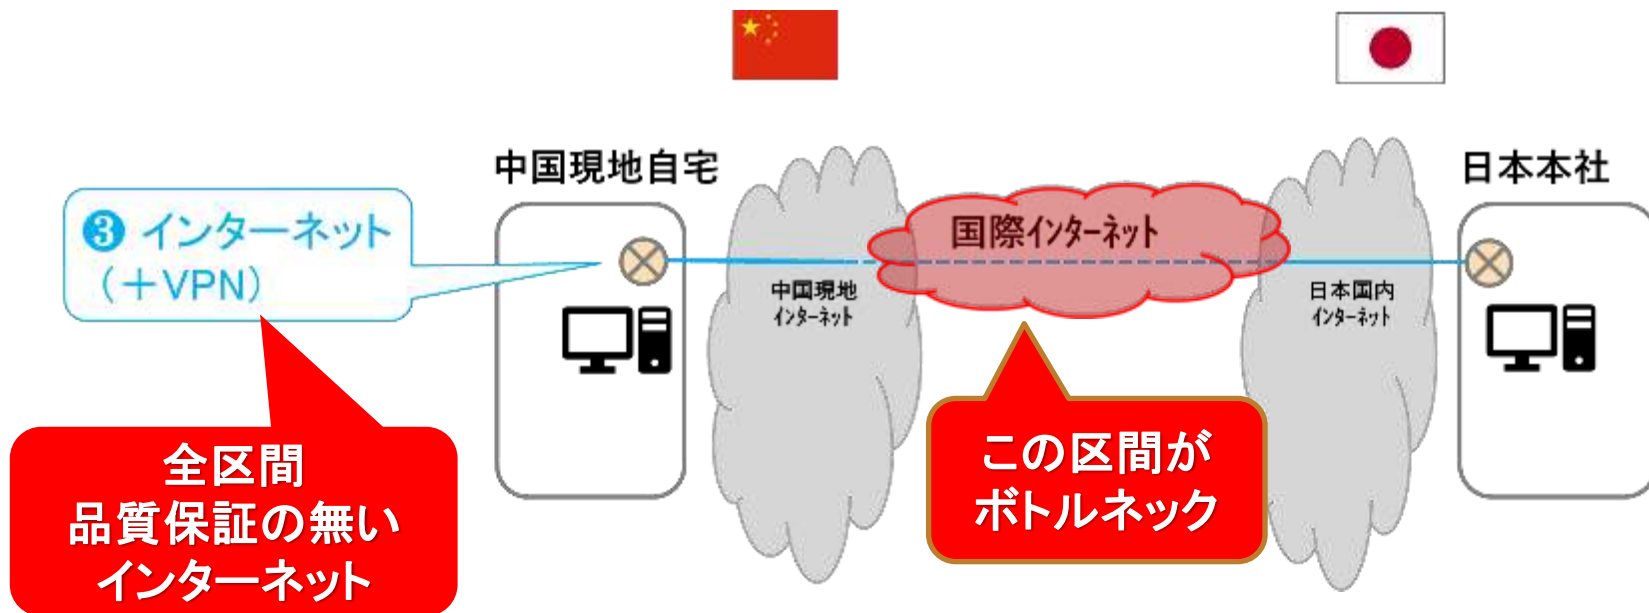 中国現地自宅
日本本社
❸ インターネット
（＋VPN）
国際インターネット
中国現地
インターネット
日本国内
インターネット
全区間
品質保証の無い
インターネット
この区間が
ボトルネック